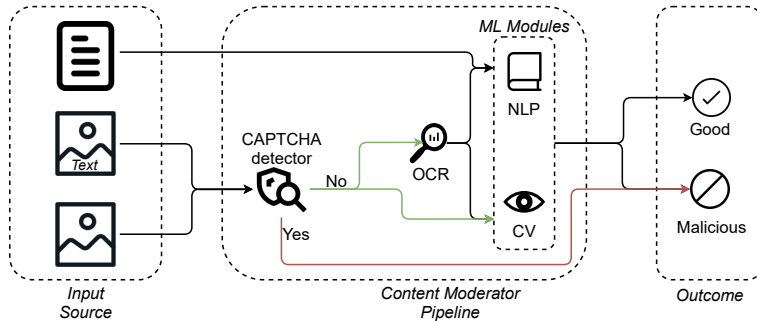 ML Modules
NLP
CAPTCHA
detector
Text
OCR
No
Yes
CV
Good
Malicious
Input
Source
Content Moderator
Pipeline
Outcome